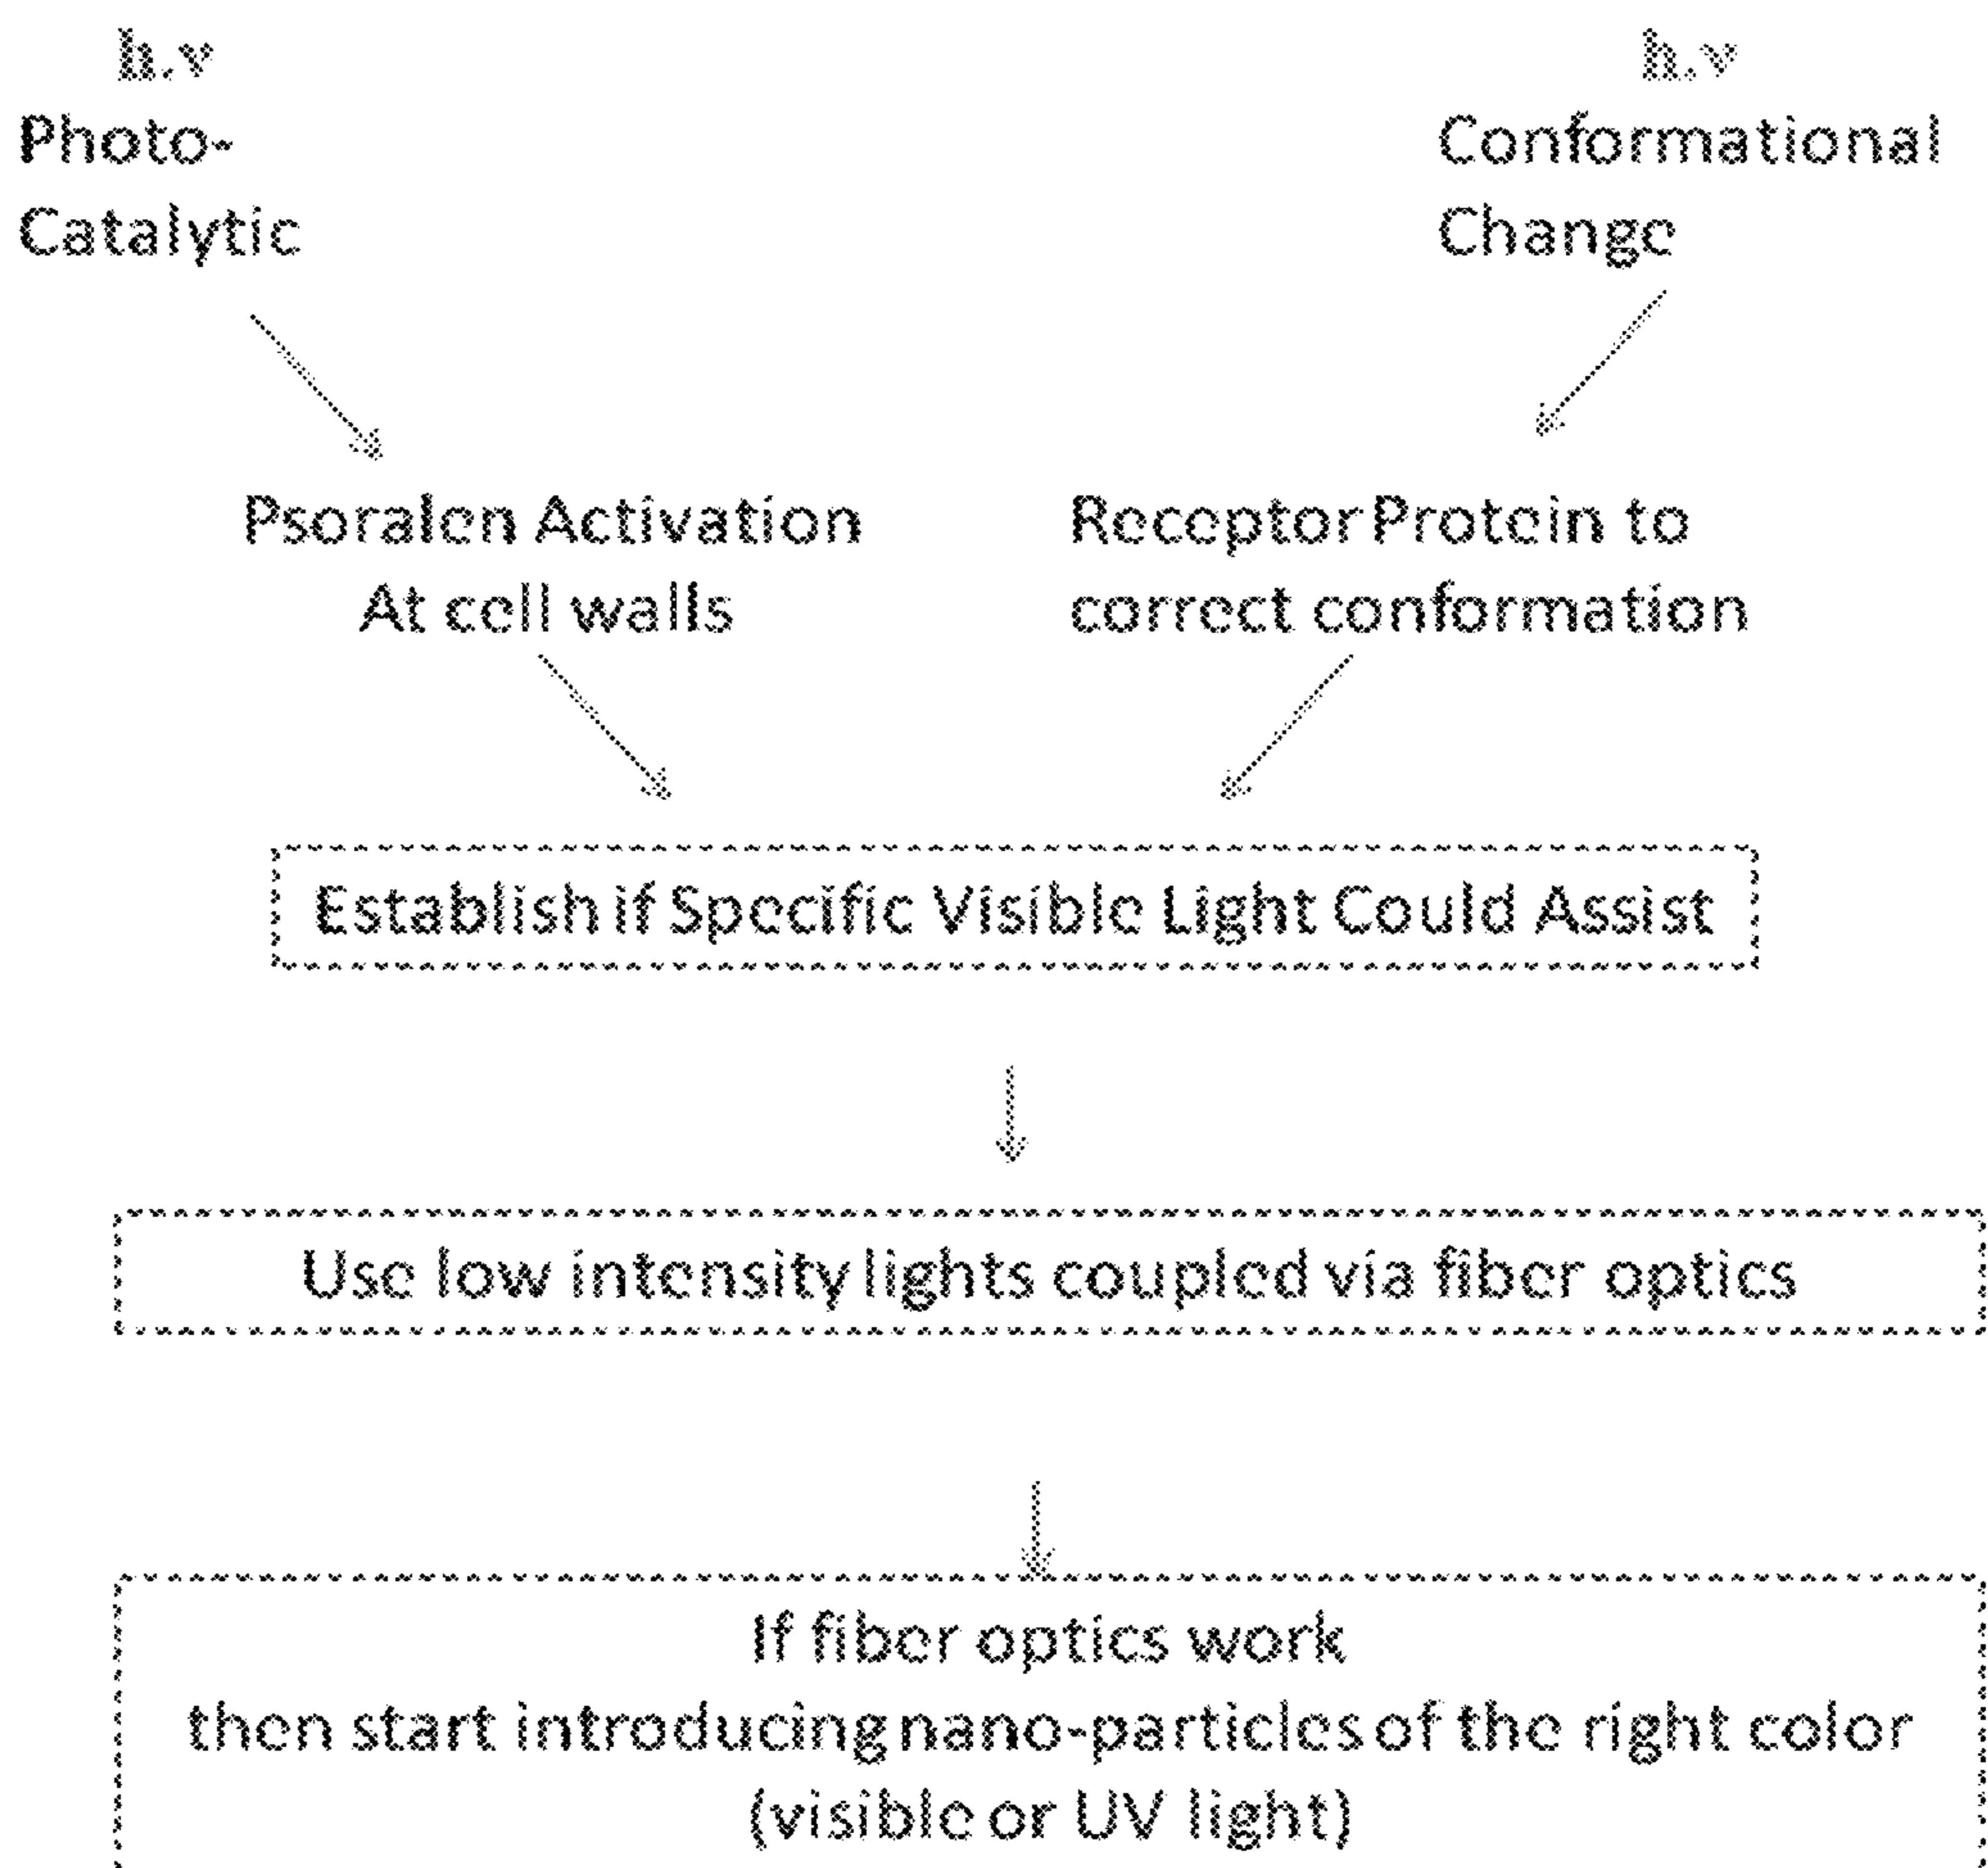 h.v
Photo-
Catalytic
h.v
Conformational
Change
Psoralen Activation
At cell walls
Receptor Protein to
correct conformation
Establish if Specific Visible Light Could Assist
Use low intensity lights coupled via fiber optics
If fiber optics work
then start introducing nano-particles of the right color
(visible or UV light)